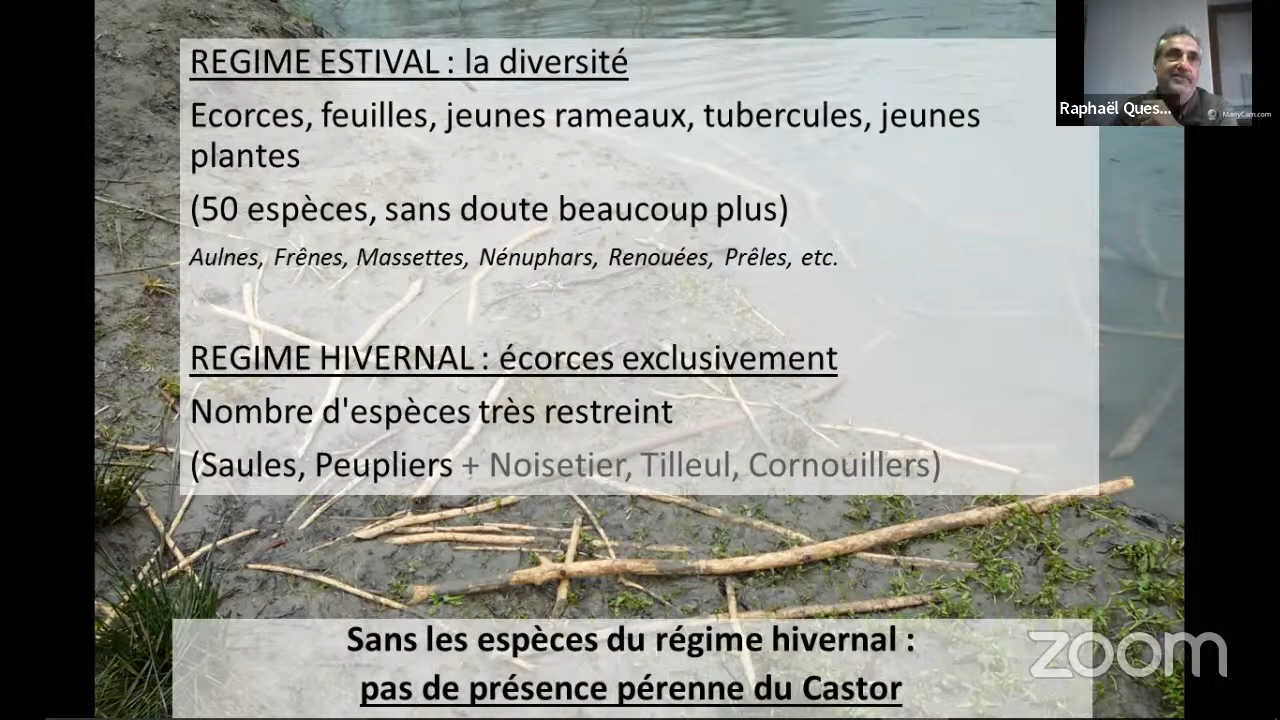 REGIME ESTIVAL : la diversité
Ecorces, feuilles, jeunes rameaux, tubercules, jeunes
plantes
(50 espèces, sans doute beaucoup plus)
Aulnes, Frênes, Massettes, Nénuphars, Renouées, Prêles, etc.
REGIME HIVERNAL : écorces exclusivement
Nombre d'espèces très restreint
(Saules, Peupliers + Noisetier, Tilleul, Cornouillers)
Sans les espèces du régime hivernal :
pas de présence pérenne du Castor
Raphaël Ques...
ManyCam.com
zoom